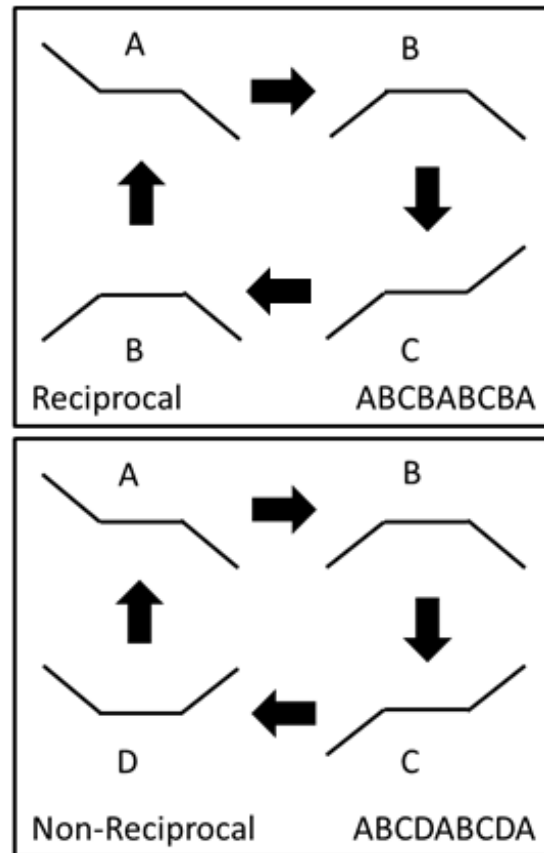 A B
B C
Reciprocal ABCBABCBA
A B
D C
Non-Reciprocal ABCDABCDA